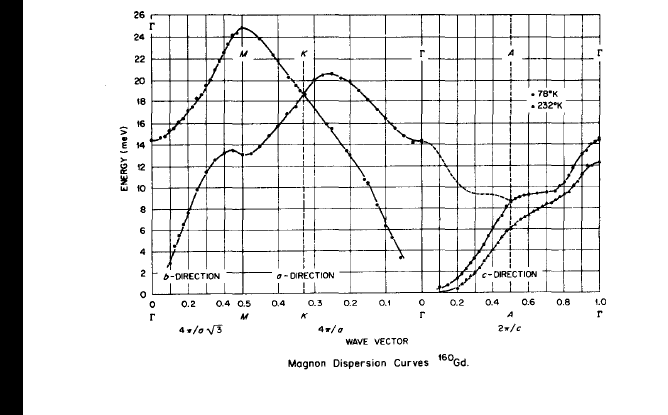 26
24
22
20
18
16
14
12
10
8
6
4
2
0
ENERGY (meV)
Γ
M
K
Γ
A
Γ
• 78°K
▲ 232°K
b-DIRECTION
a-DIRECTION
c-DIRECTION
0 0.2 0.4 0.5 0.4 0.3 0.2 0.1 0 0.2 0.4 0.6 0.8 1.0
Γ M K Γ A Γ
4π/a√3 4π/a 2π/c
WAVE VECTOR
Magnon Dispersion Curves ¹⁶⁰Gd.